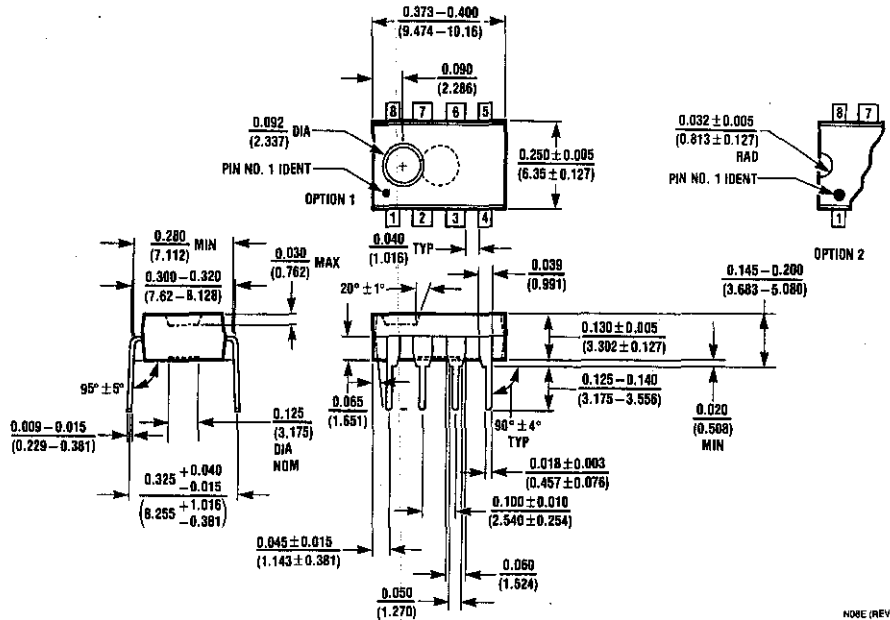 0.373–0.400
(9.474–10.16)
0.090
(2.286)
8 7 6 5
0.092 DIA
(2.337)
PIN NO. 1 IDENT
OPTION 1
0.250 ± 0.005
(6.35 ± 0.127)
1 2 3 4
0.032 ± 0.005
(0.813 ± 0.127)
RAD
PIN NO. 1 IDENT
8 7
1
OPTION 2
0.280 MIN
(7.112)
0.300–0.320
(7.62–8.128)
0.030 MAX
(0.762)
0.040 TYP
(1.016)
0.039
(0.991)
20° ± 1°
0.145–0.200
(3.683–5.080)
0.130 ± 0.005
(3.302 ± 0.127)
95° ± 5°
0.065
(1.651)
0.125–0.140
(3.175–3.556)
0.020
(0.508)
MIN
90° ± 4°
TYP
0.009–0.015
(0.229–0.381)
0.125
(3.175)
DIA
NOM
0.018 ± 0.003
(0.457 ± 0.076)
0.325 +0.040
−0.015
(8.255 +1.016
−0.381)
0.100 ± 0.010
(2.540 ± 0.254)
0.045 ± 0.015
(1.143 ± 0.381)
0.060
(1.524)
0.050
(1.270)
N08E (REV